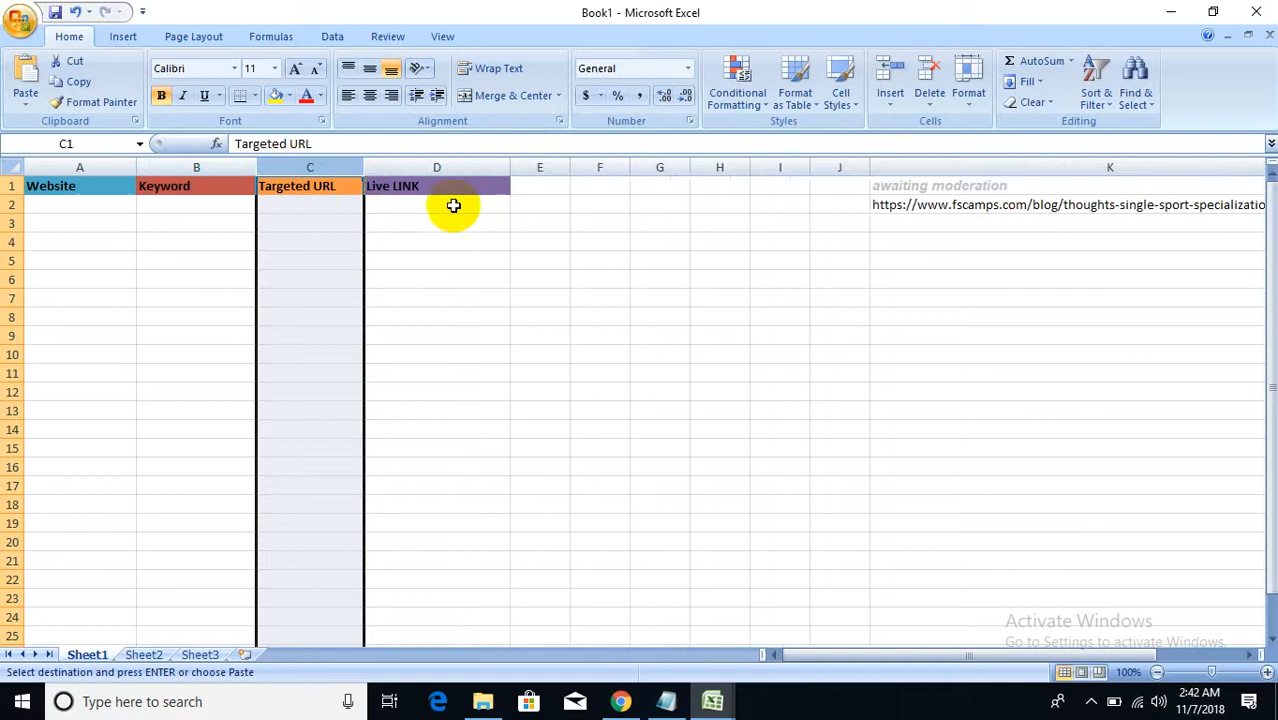 Book1 - Microsoft Excel
Home Insert Page Layout Formulas Data Review View
Paste
Cut
Copy
Format Painter
Clipboard
Calibri 11
B I U
Font
Wrap Text
Merge & Center
Alignment
General
$ % ,
Number
Conditional Formatting
Format as Table
Cell Styles
Styles
Insert Delete Format
Cells
Σ AutoSum
Fill
Clear
Sort & Filter
Find & Select
Editing
C1 fx Targeted URL
A B C D E F G H I J K
1 Website Keyword Targeted URL Live LINK awaiting moderation
2 https://www.fscamps.com/blog/thoughts-single-sport-specializatio
3
4
5
6
7
8
9
10
11
12
13
14
15
16
17
18
19
20
21
22
23
24
25
Activate Windows
Go to Settings to activate Windows.
Sheet1 Sheet2 Sheet3
Select destination and press ENTER or choose Paste 100%
Type here to search
2:42 AM
11/7/2018